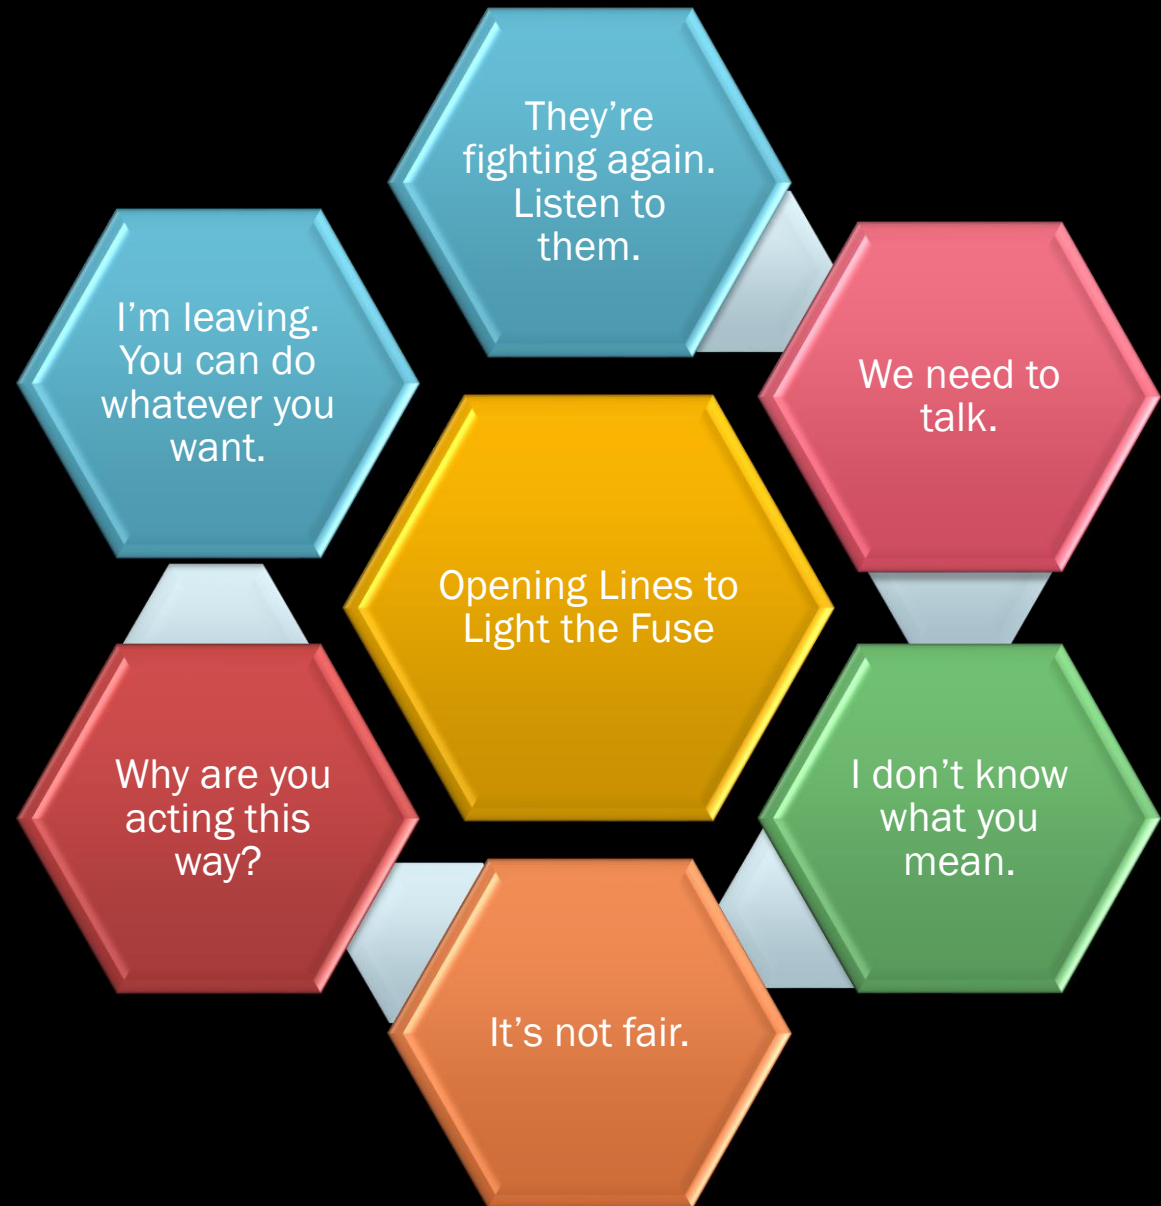 They’re
fighting again.
Listen to
them.
We need to
talk.
I don’t know
what you
mean.
It’s not fair.
Why are you
acting this
way?
I’m leaving.
You can do
whatever you
want.
Opening Lines to
Light the Fuse